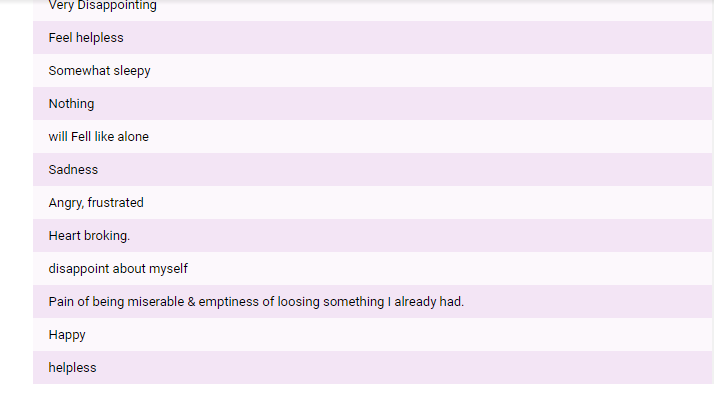 Very Disappointing
Feel helpless
Somewhat sleepy
Nothing
will Fell like alone
Sadness
Angry, frustrated
Heart broking.
disappoint about myself
Pain of being miserable & emptiness of loosing something I already had.
Happy
helpless